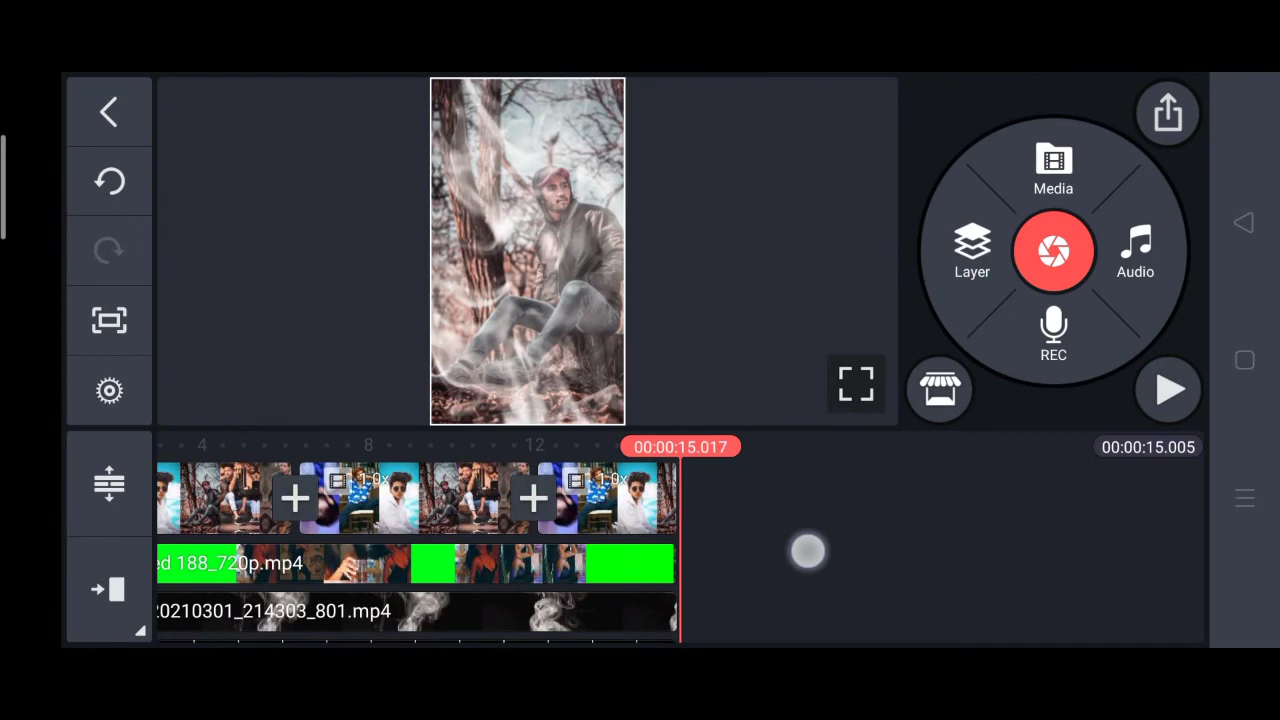 Media
Layer
Audio
REC
4
8
12
00:00:15.017
00:00:15.005
1.0x
1.0x
ed 188_720p.mp4
20210301_214303_801.mp4